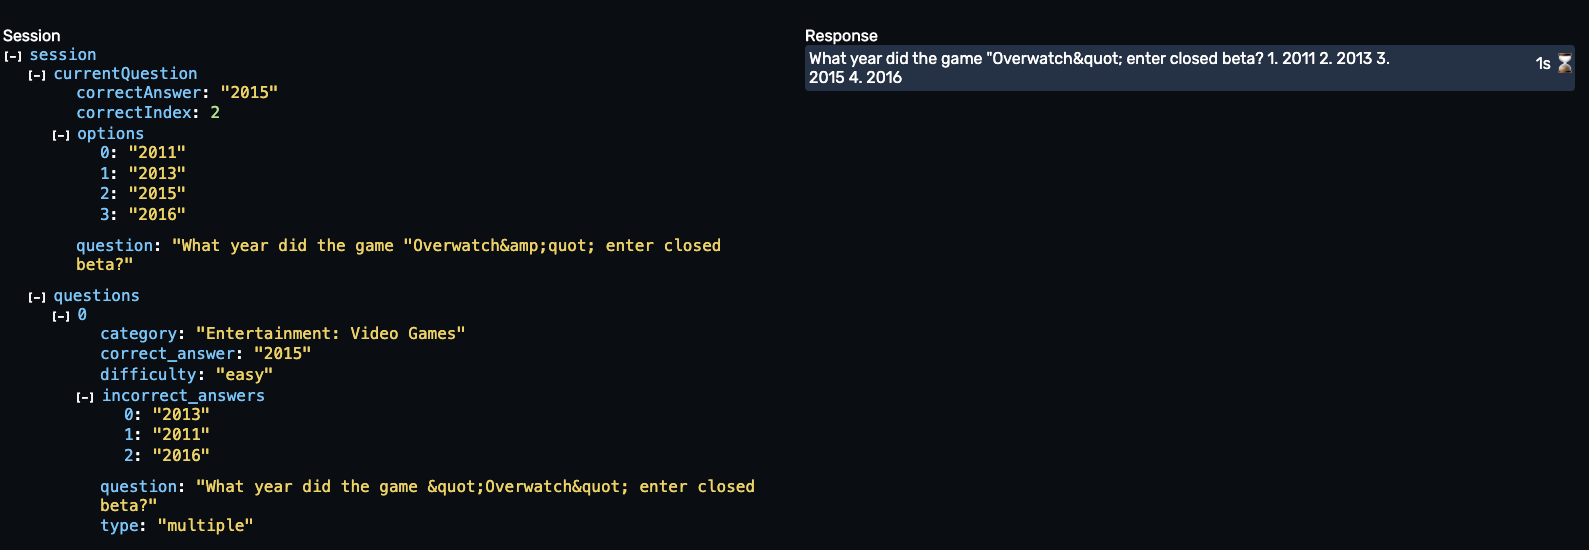 Session
[-] session
[-] currentQuestion
correctAnswer: "2015"
correctIndex: 2
[-] options
0: "2011"
1: "2013"
2: "2015"
3: "2016"
question: "What year did the game "Overwatch&amp;quot; enter closed
beta?"
[-] questions
[-] 0
category: "Entertainment: Video Games"
correct_answer: "2015"
difficulty: "easy"
[-] incorrect_answers
0: "2013"
1: "2011"
2: "2016"
question: "What year did the game &quot;Overwatch&quot; enter closed
beta?"
type: "multiple"
Response
What year did the game "Overwatch&quot; enter closed beta? 1. 2011 2. 2013 3.
2015 4. 2016
1s ⌛